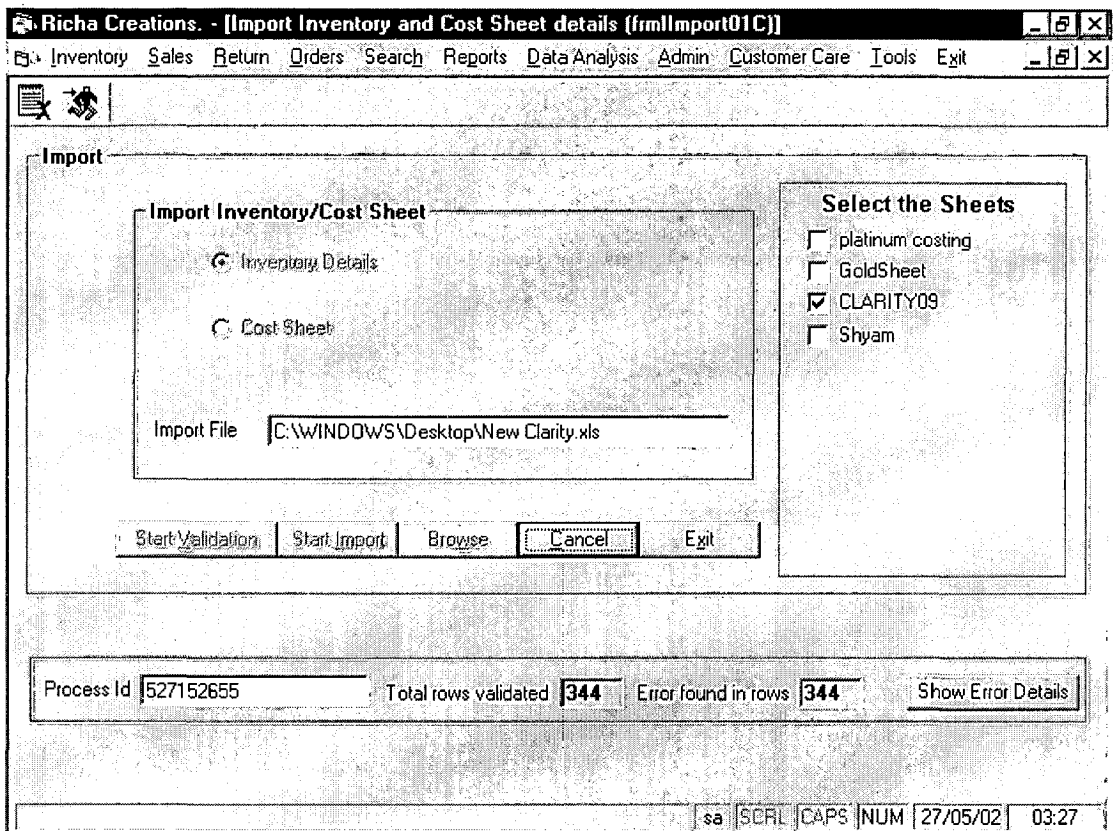 Richa Creations. - [Import Inventory and Cost Sheet details (frmIImport01C)]
Inventory Sales Return Orders Search Reports Data Analysis Admin Customer Care Tools Exit
Import
Import Inventory/Cost Sheet
Inventory Details
Cost Sheet
Import File C:\WINDOWS\Desktop\New Clarity.xls
Start Validation Start Import Browse Cancel Exit
Select the Sheets
platinum costing
GoldSheet
CLARITY09
Shyam
Process Id 527152655 Total rows validated 344 Error found in rows 344 Show Error Details
sa SCRL CAPS NUM 27/05/02 03:27